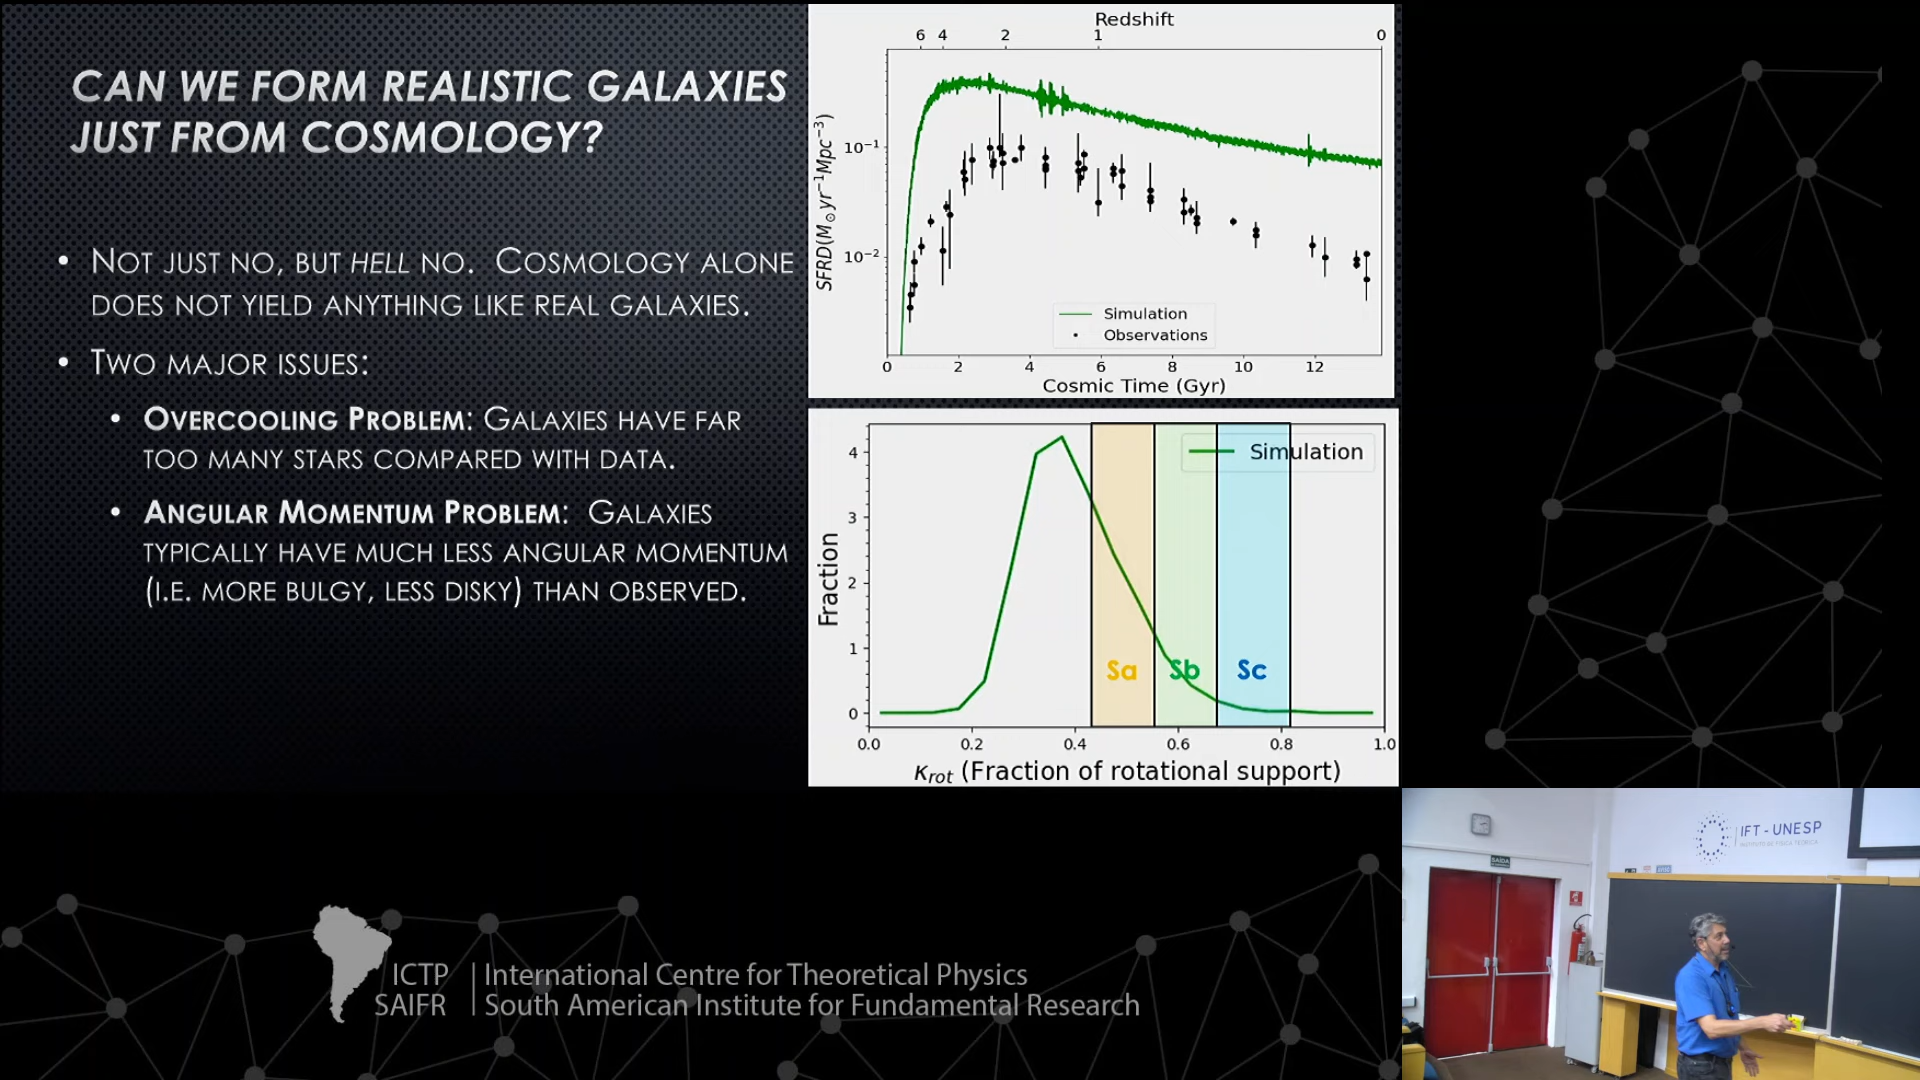 CAN WE FORM REALISTIC GALAXIES
JUST FROM COSMOLOGY?
• NOT JUST NO, BUT HELL NO. COSMOLOGY ALONE
DOES NOT YIELD ANYTHING LIKE REAL GALAXIES.
• TWO MAJOR ISSUES:
• OVERCOOLING PROBLEM: GALAXIES HAVE FAR
TOO MANY STARS COMPARED WITH DATA.
• ANGULAR MOMENTUM PROBLEM: GALAXIES
TYPICALLY HAVE MUCH LESS ANGULAR MOMENTUM
(I.E. MORE BULGY, LESS DISKY) THAN OBSERVED.
Redshift
6 4 2 1 0
SFRD(M⊙yr⁻¹Mpc⁻³)
10⁻¹
10⁻²
Simulation
Observations
0 2 4 6 8 10 12
Cosmic Time (Gyr)
Fraction
4
3
2
1
0
Simulation
Sa Sb Sc
0.0 0.2 0.4 0.6 0.8 1.0
κrot (Fraction of rotational support)
ICTP | International Centre for Theoretical Physics
SAIFR | South American Institute for Fundamental Research
IFT - UNESP
INSTITUTO DE FÍSICA TEÓRICA
SAÍDA